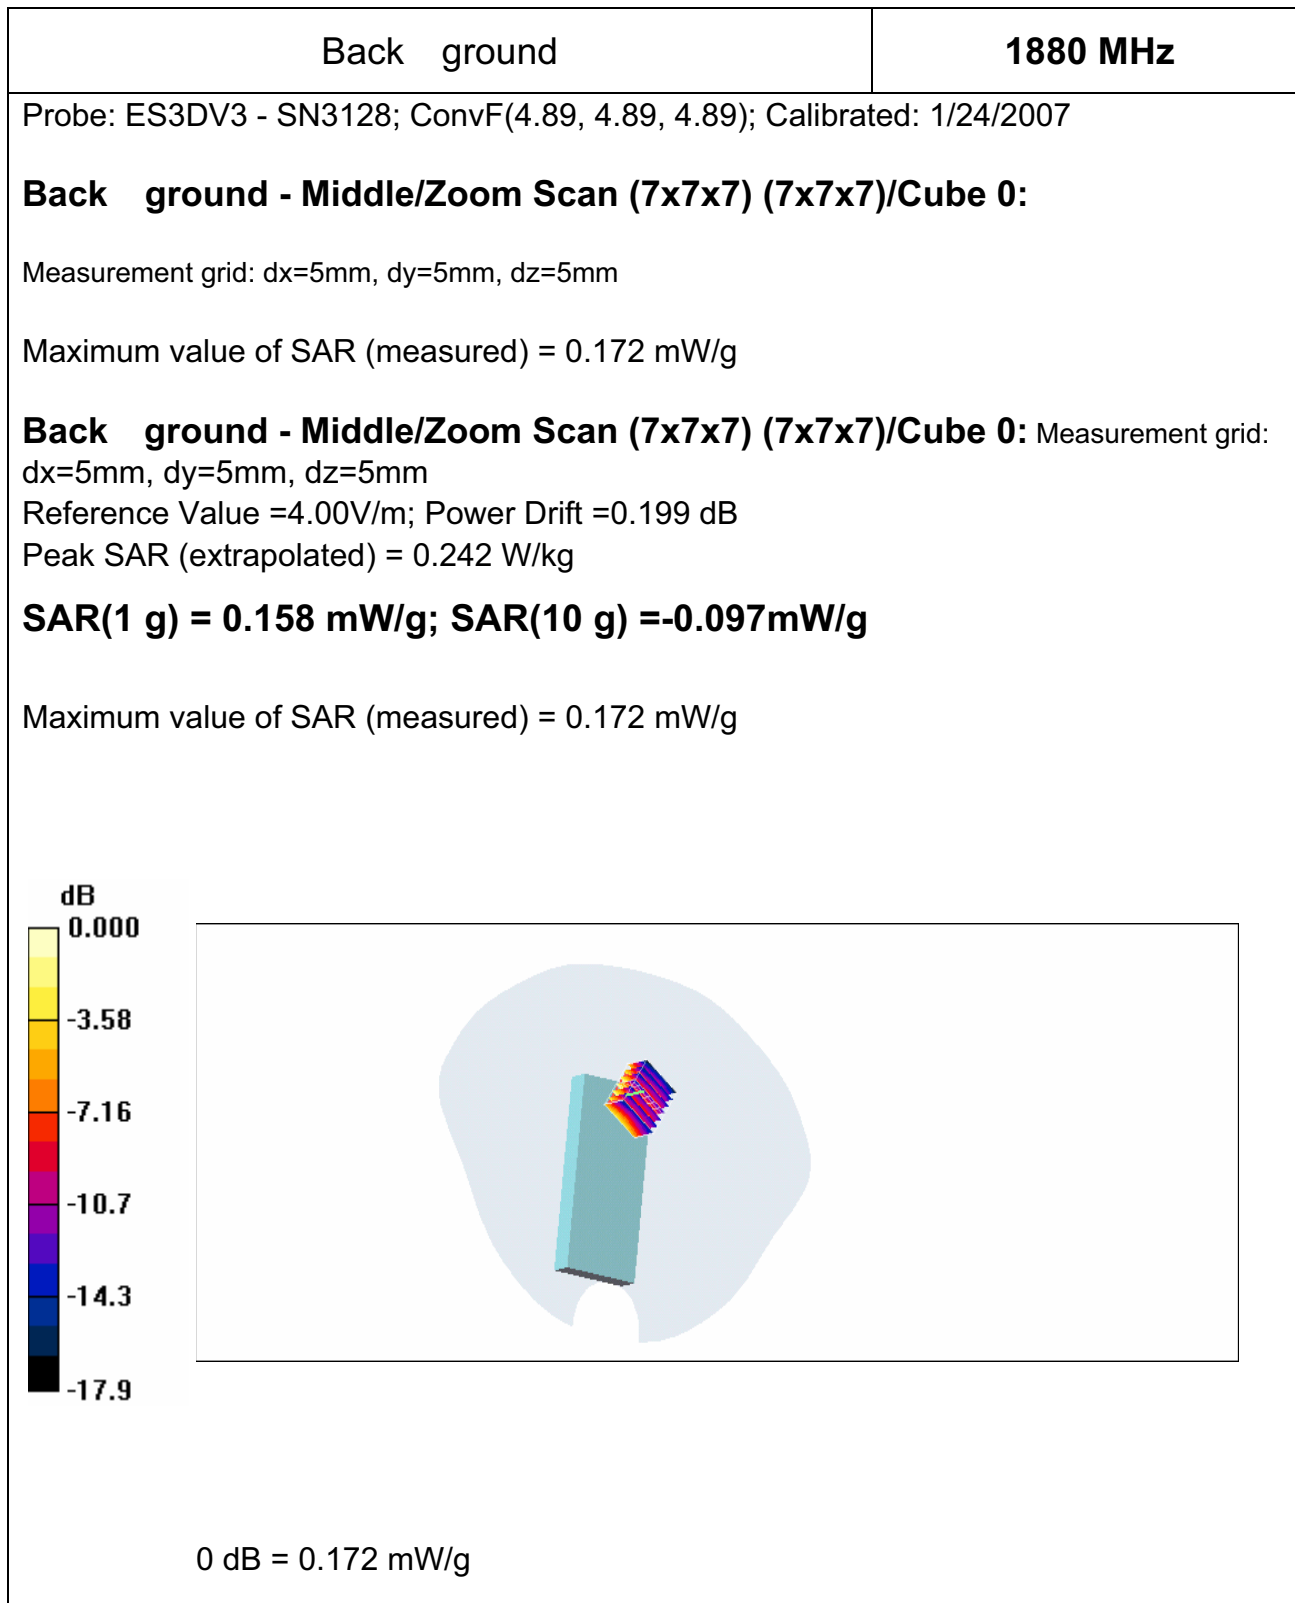 Back ground
1880 MHz
Probe: ES3DV3 - SN3128; ConvF(4.89, 4.89, 4.89); Calibrated: 1/24/2007
Back ground - Middle/Zoom Scan (7x7x7) (7x7x7)/Cube 0:
Measurement grid: dx=5mm, dy=5mm, dz=5mm
Maximum value of SAR (measured) = 0.172 mW/g
Back ground - Middle/Zoom Scan (7x7x7) (7x7x7)/Cube 0: Measurement grid:
dx=5mm, dy=5mm, dz=5mm
Reference Value =4.00V/m; Power Drift =0.199 dB
Peak SAR (extrapolated) = 0.242 W/kg
SAR(1 g) = 0.158 mW/g; SAR(10 g) =-0.097mW/g
Maximum value of SAR (measured) = 0.172 mW/g
dB
0.000
-3.58
-7.16
-10.7
-14.3
-17.9
0 dB = 0.172 mW/g